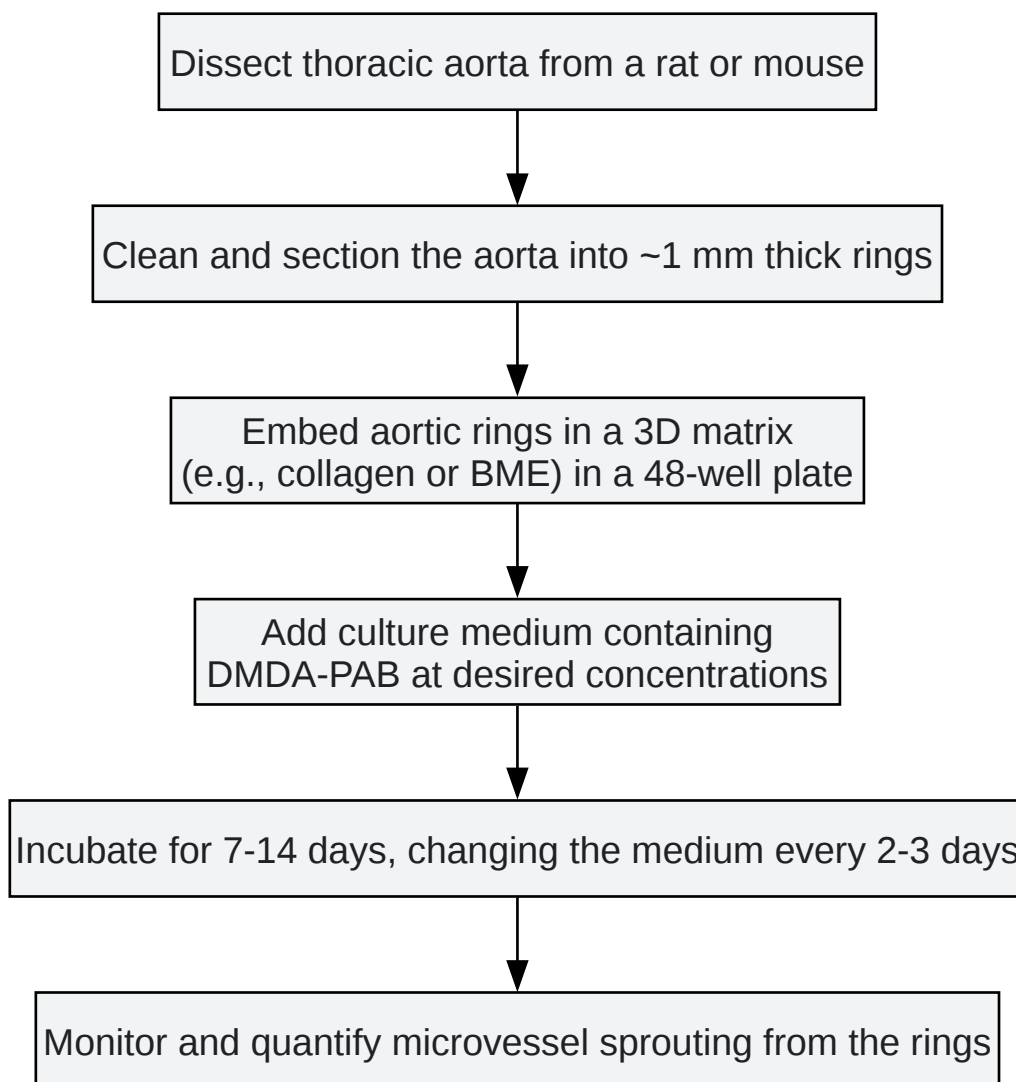 Dissect thoracic aorta from a rat or mouse
Clean and section the aorta into ~1 mm thick rings
Embed aortic rings in a 3D matrix
(e.g., collagen or BME) in a 48-well plate
Add culture medium containing
DMDA-PAB at desired concentrations
Incubate for 7-14 days, changing the medium every 2-3 days
Monitor and quantify microvessel sprouting from the rings